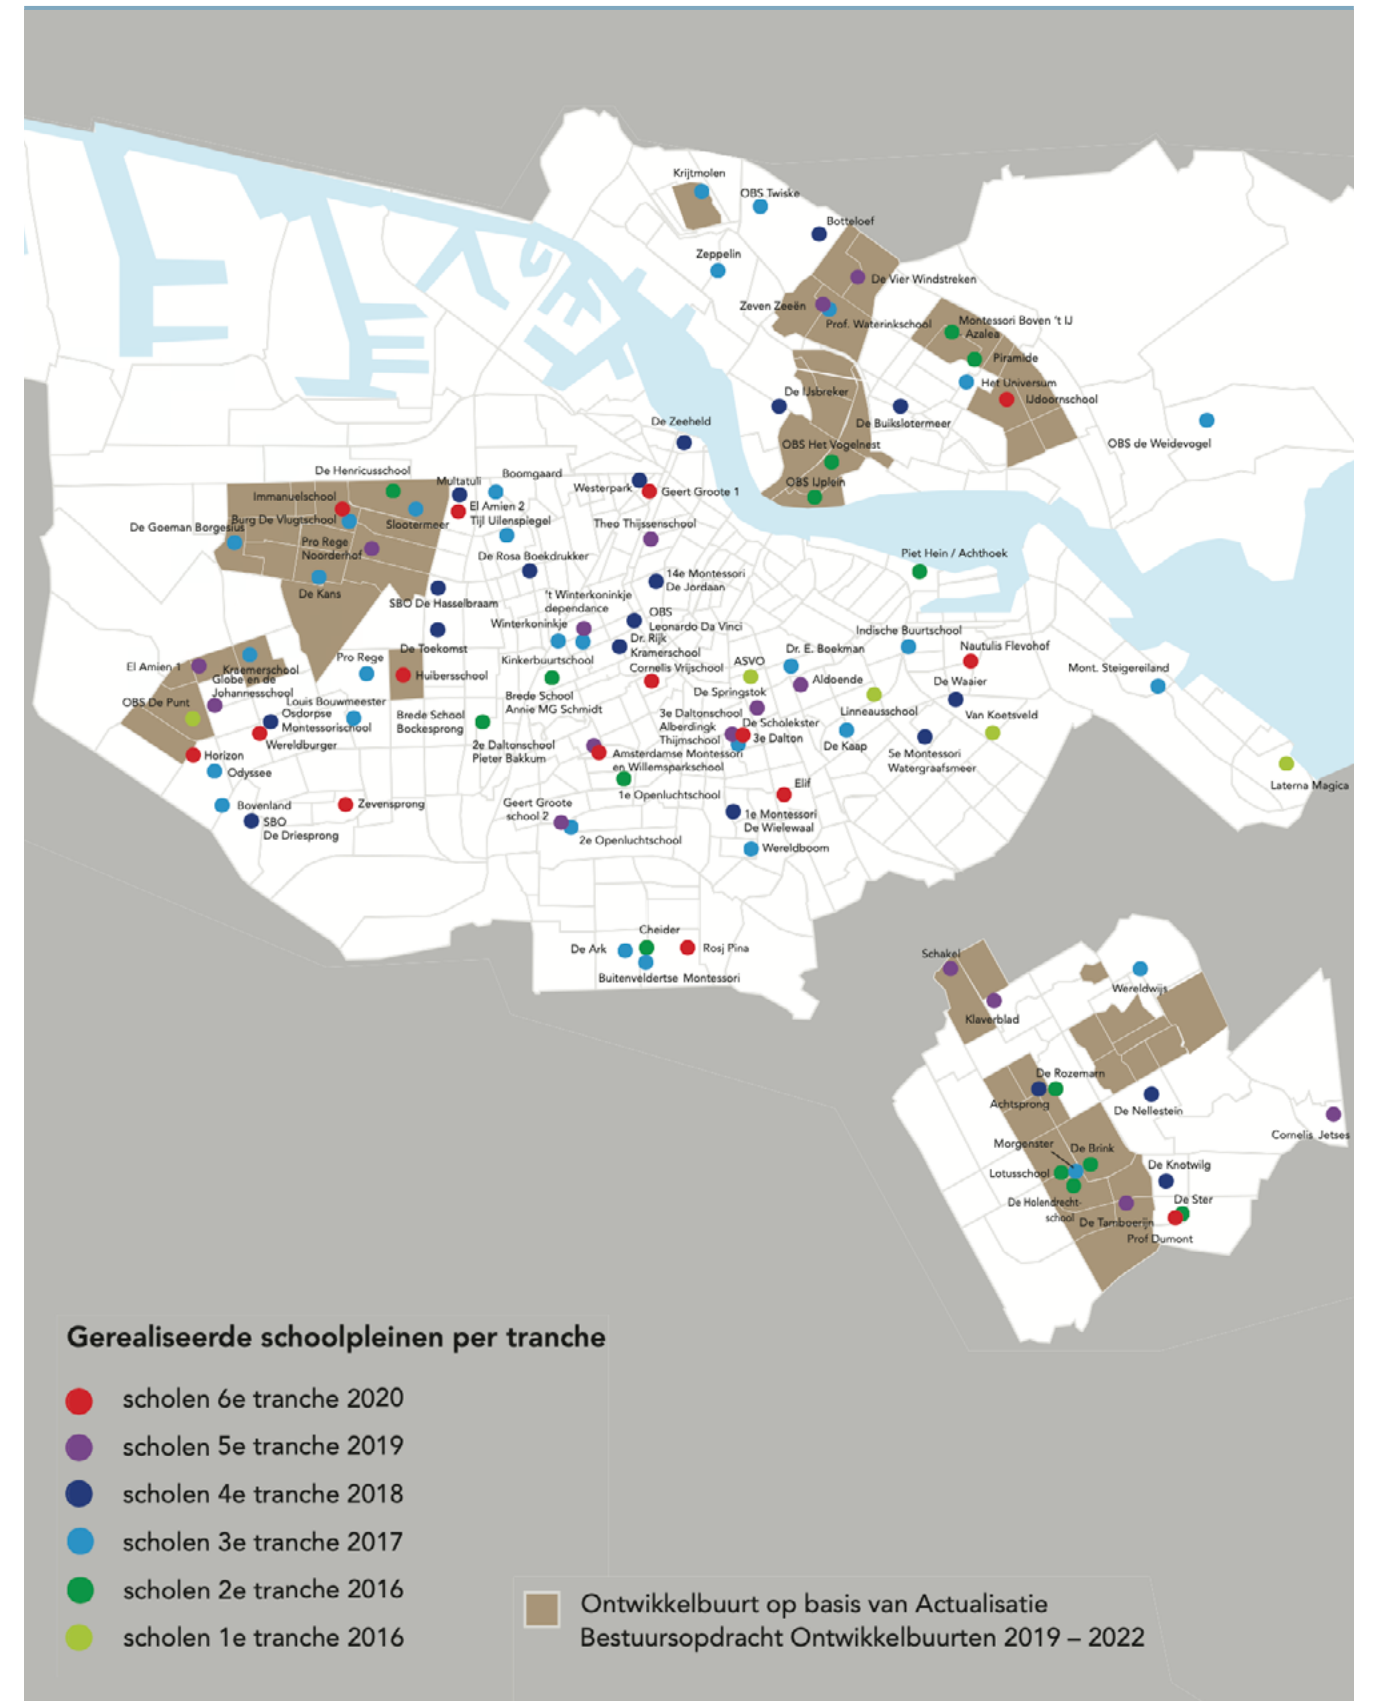 Krijtmolen
OBS Twiske
Botteloef
Zeppelin
De Vier Windstreken
Zeven Zeeën
Prof. Waterinkschool
Montessori Boven 't IJ
- Azalea
Piramide
Het Universum
IJdoornschool
De IJsbreker
De Buikslotermeer
OBS de Weidevogel
OBS Het Vogelnest
OBS IJplein
De Zeeheld
De Henricusschool
Multatuli
Boomgaard
Westerpark
Geert Groote 1
Immanuelschool
El Amien 2
Burg De Vlugtschool
Slootermeer
Tijl Uilenspiegel
Theo Thijssenschool
De Goeman Borgesius
Pro Rege
Noorderhof
De Rosa Boekdrukker
Piet Hein / Achthoek
14e Montessori
De Jordaan
De Kans
SBO De Hasselbraam
't Winterkoninkje
dependance
OBS
Leonardo Da Vinci
Winterkoninkje
Dr. Rijk
Kramerschool
Indische Buurtschool
Nautulis Flevohof
De Toekomst
Dr. E. Boekman
El Amien 1
Kraemerschool
Pro Rege
Kinkerbuurtschool
Cornelis Vrijschool
ASVO
Mont. Steigereiland
Globe en de
Johannesschool
Huibersschool
De Springstok
Aldoende
De Waaier
OBS De Punt
Louis Bouwmeester
Brede School
Annie MG Schmidt
Linneausschool
Osdorpse
Montessorischool
Brede School
Bockesprong
3e Daltonschool
Alberdingk
Thijmschool
De Scholekster
3e Dalton
Van Koetsveld
Wereldburger
2e Daltonschool
Pieter Bakkum
De Kaap
5e Montessori
Watergraafsmeer
Horizon
Amsterdamse Montessori
en Willemsparkschool
Odyssee
Elif
Laterna Magica
1e Openluchtschool
Bovenland
Zevensprong
Geert Groote
school 2
SBO
De Driesprong
1e Montessori
De Wielewaal
2e Openluchtschool
Wereldboom
Cheider
De Ark
Rosj Pina
Buitenveldertse Montessori
Schakel
Wereldwijs
Klaverblad
De Rozemarn
Achtsprong
De Nellestein
Cornelis Jetses
Morgenster
De Brink
Lotusschool
De Knotwilg
De Holendrecht-
school
De Ster
De Tamboerijn
Prof Dumont
Gerealiseerde schoolpleinen per tranche
scholen 6e tranche 2020
scholen 5e tranche 2019
scholen 4e tranche 2018
scholen 3e tranche 2017
scholen 2e tranche 2016
scholen 1e tranche 2016
Ontwikkelbuurt op basis van Actualisatie
Bestuursopdracht Ontwikkelbuurten 2019 – 2022